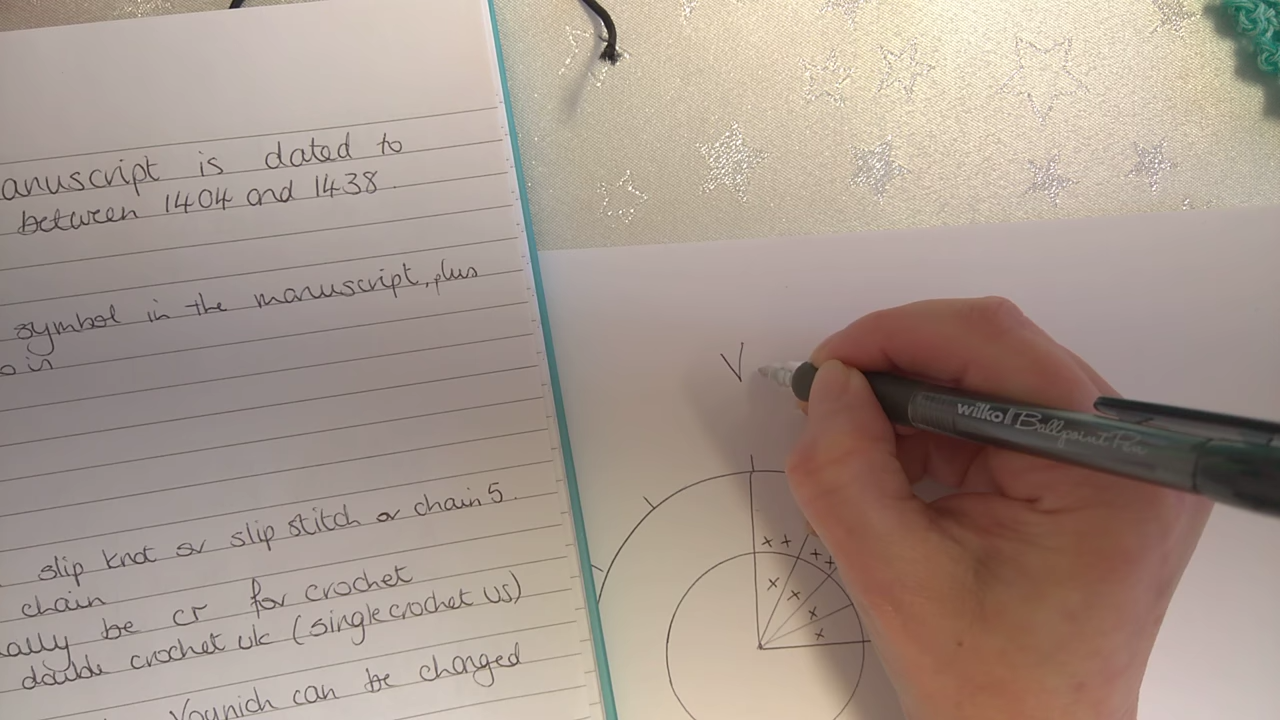 anuscript is dated to
between 1404 and 1438
symbol in the manuscript, plus
slip knot or slip stitch or chain 5.
chain
ally be cr for crochet
double crochet uk (single crochet US)
which can be changed
V
wilko Ballpoint Pen